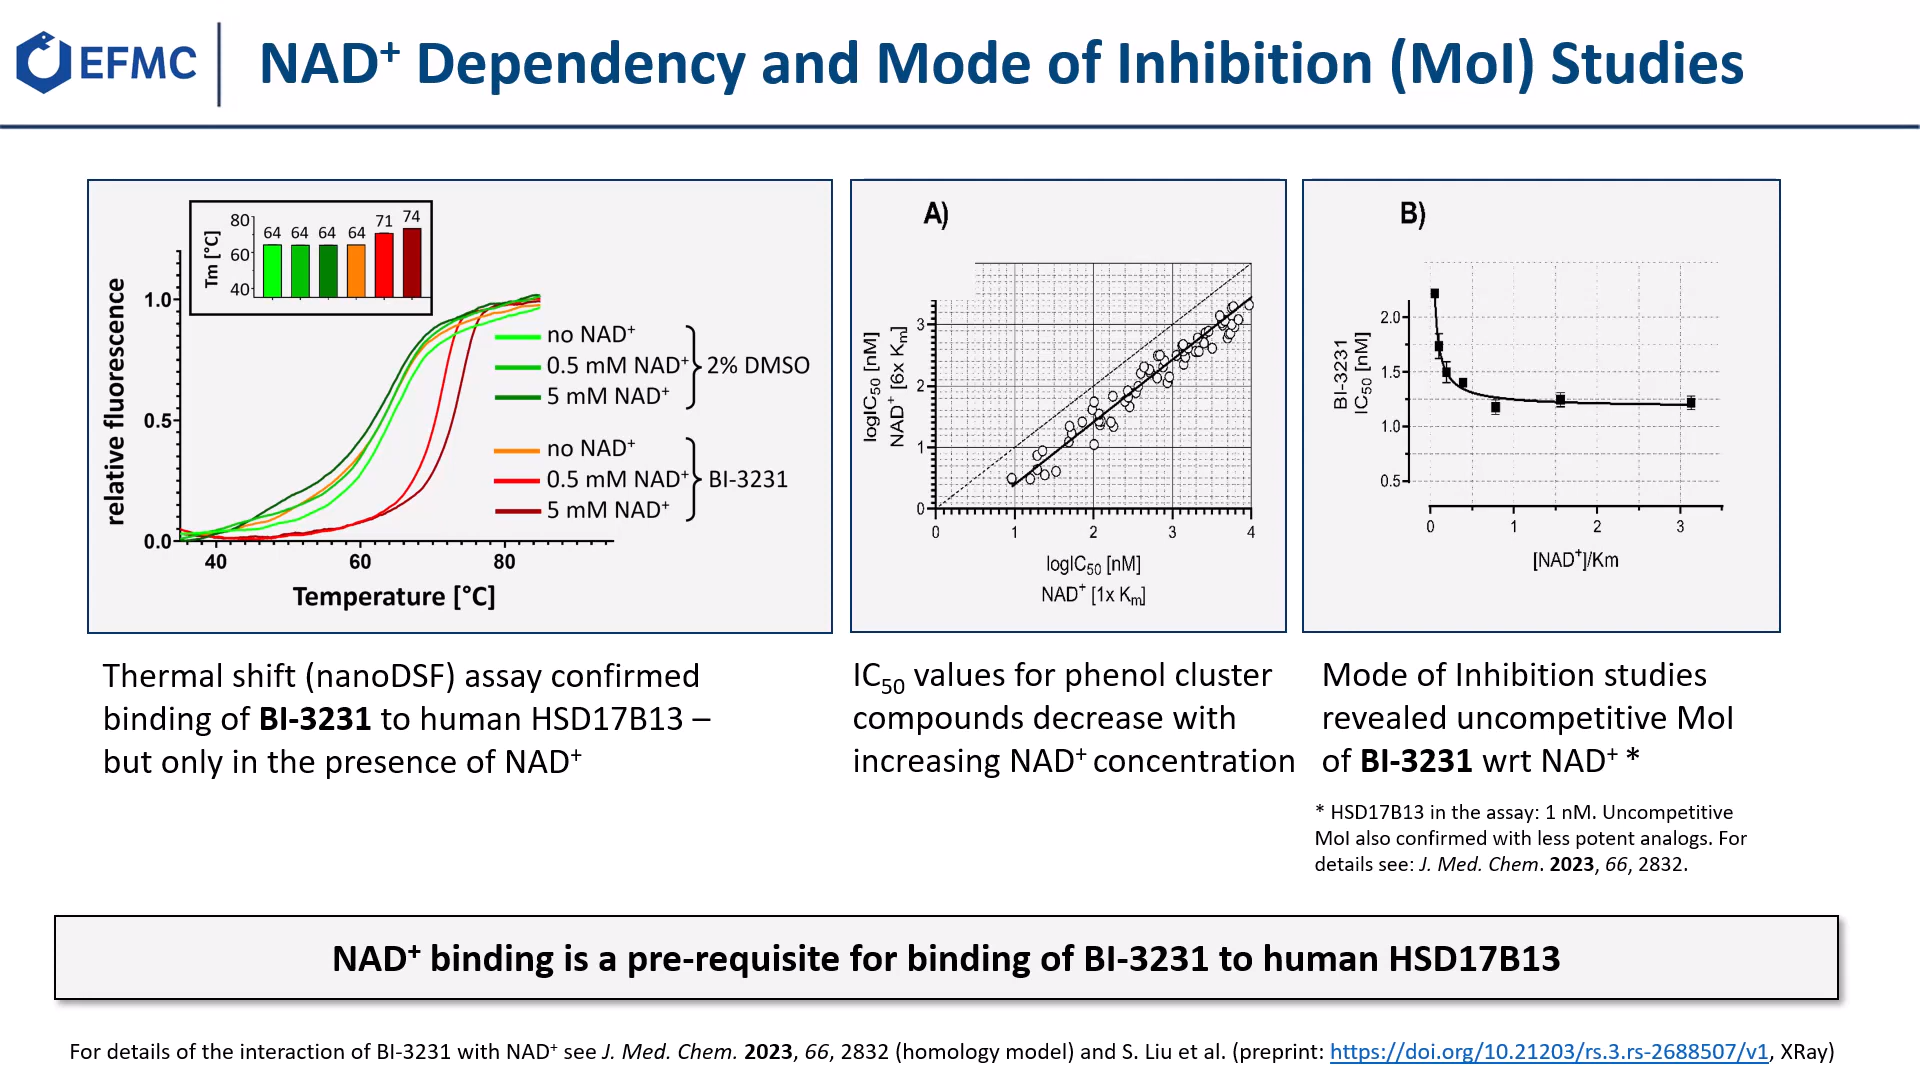 EFMC
NAD⁺ Dependency and Mode of Inhibition (MoI) Studies
Tm [°C]
80
60
40
64 64 64 64 71 74
relative fluorescence
1.0
0.5
0.0
40 60 80
Temperature [°C]
no NAD⁺
0.5 mM NAD⁺
5 mM NAD⁺
2% DMSO
no NAD⁺
0.5 mM NAD⁺
5 mM NAD⁺
BI-3231
A)
logIC₅₀ [nM]
NAD⁺ [6x Kₘ]
3
2
1
0
0 1 2 3 4
logIC₅₀ [nM]
NAD⁺ [1x Kₘ]
B)
BI-3231
IC₅₀ [nM]
2.0
1.5
1.0
0.5
0 1 2 3
[NAD⁺]/Km
Thermal shift (nanoDSF) assay confirmed
binding of BI-3231 to human HSD17B13 –
but only in the presence of NAD⁺
IC₅₀ values for phenol cluster
compounds decrease with
increasing NAD⁺ concentration
Mode of Inhibition studies
revealed uncompetitive MoI
of BI-3231 wrt NAD⁺ *
* HSD17B13 in the assay: 1 nM. Uncompetitive
MoI also confirmed with less potent analogs. For
details see: J. Med. Chem. 2023, 66, 2832.
NAD⁺ binding is a pre-requisite for binding of BI-3231 to human HSD17B13
For details of the interaction of BI-3231 with NAD⁺ see J. Med. Chem. 2023, 66, 2832 (homology model) and S. Liu et al. (preprint: https://doi.org/10.21203/rs.3.rs-2688507/v1, XRay)